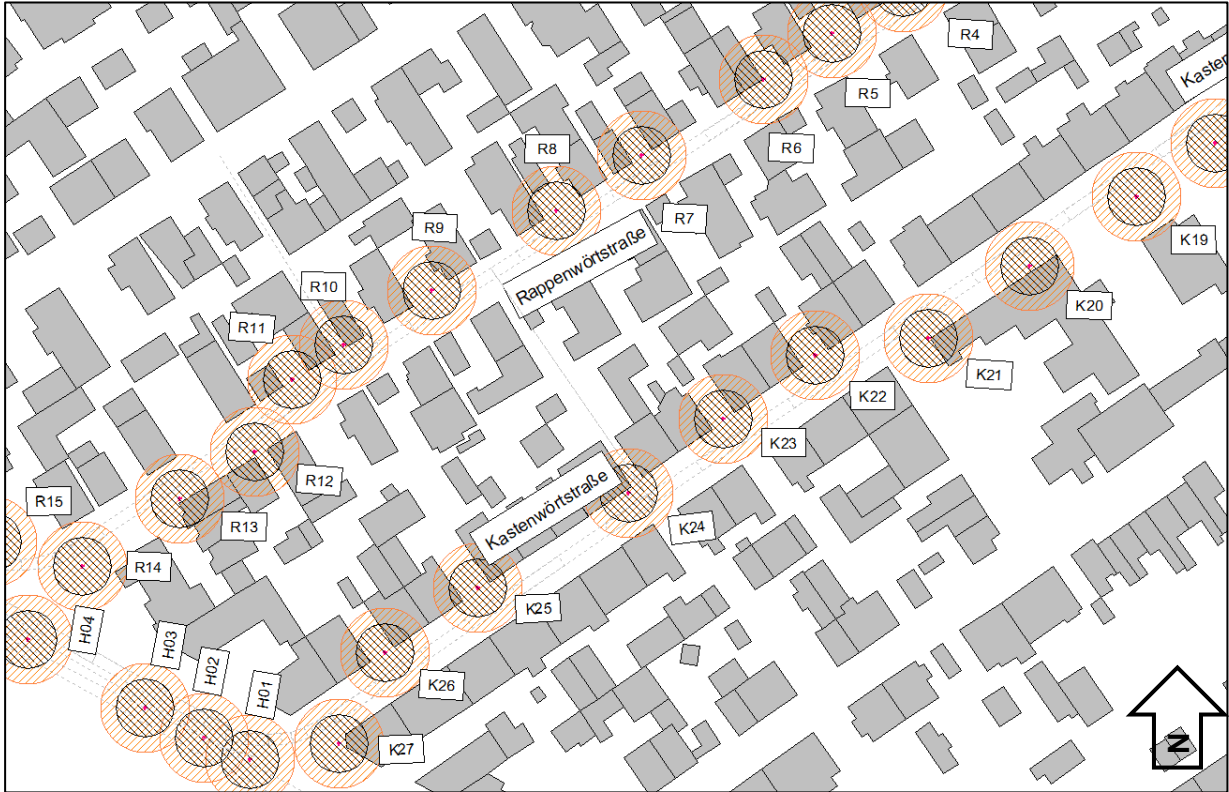 R4
Kasten
R5
R6
R8
R7
R9
K19
Rappenwörtstraße
R10
K20
R11
K21
K22
K23
R12
R15
Kastenwörtstraße
R13
K24
R14
K25
H04
H03
H02
H01
K26
K27
N